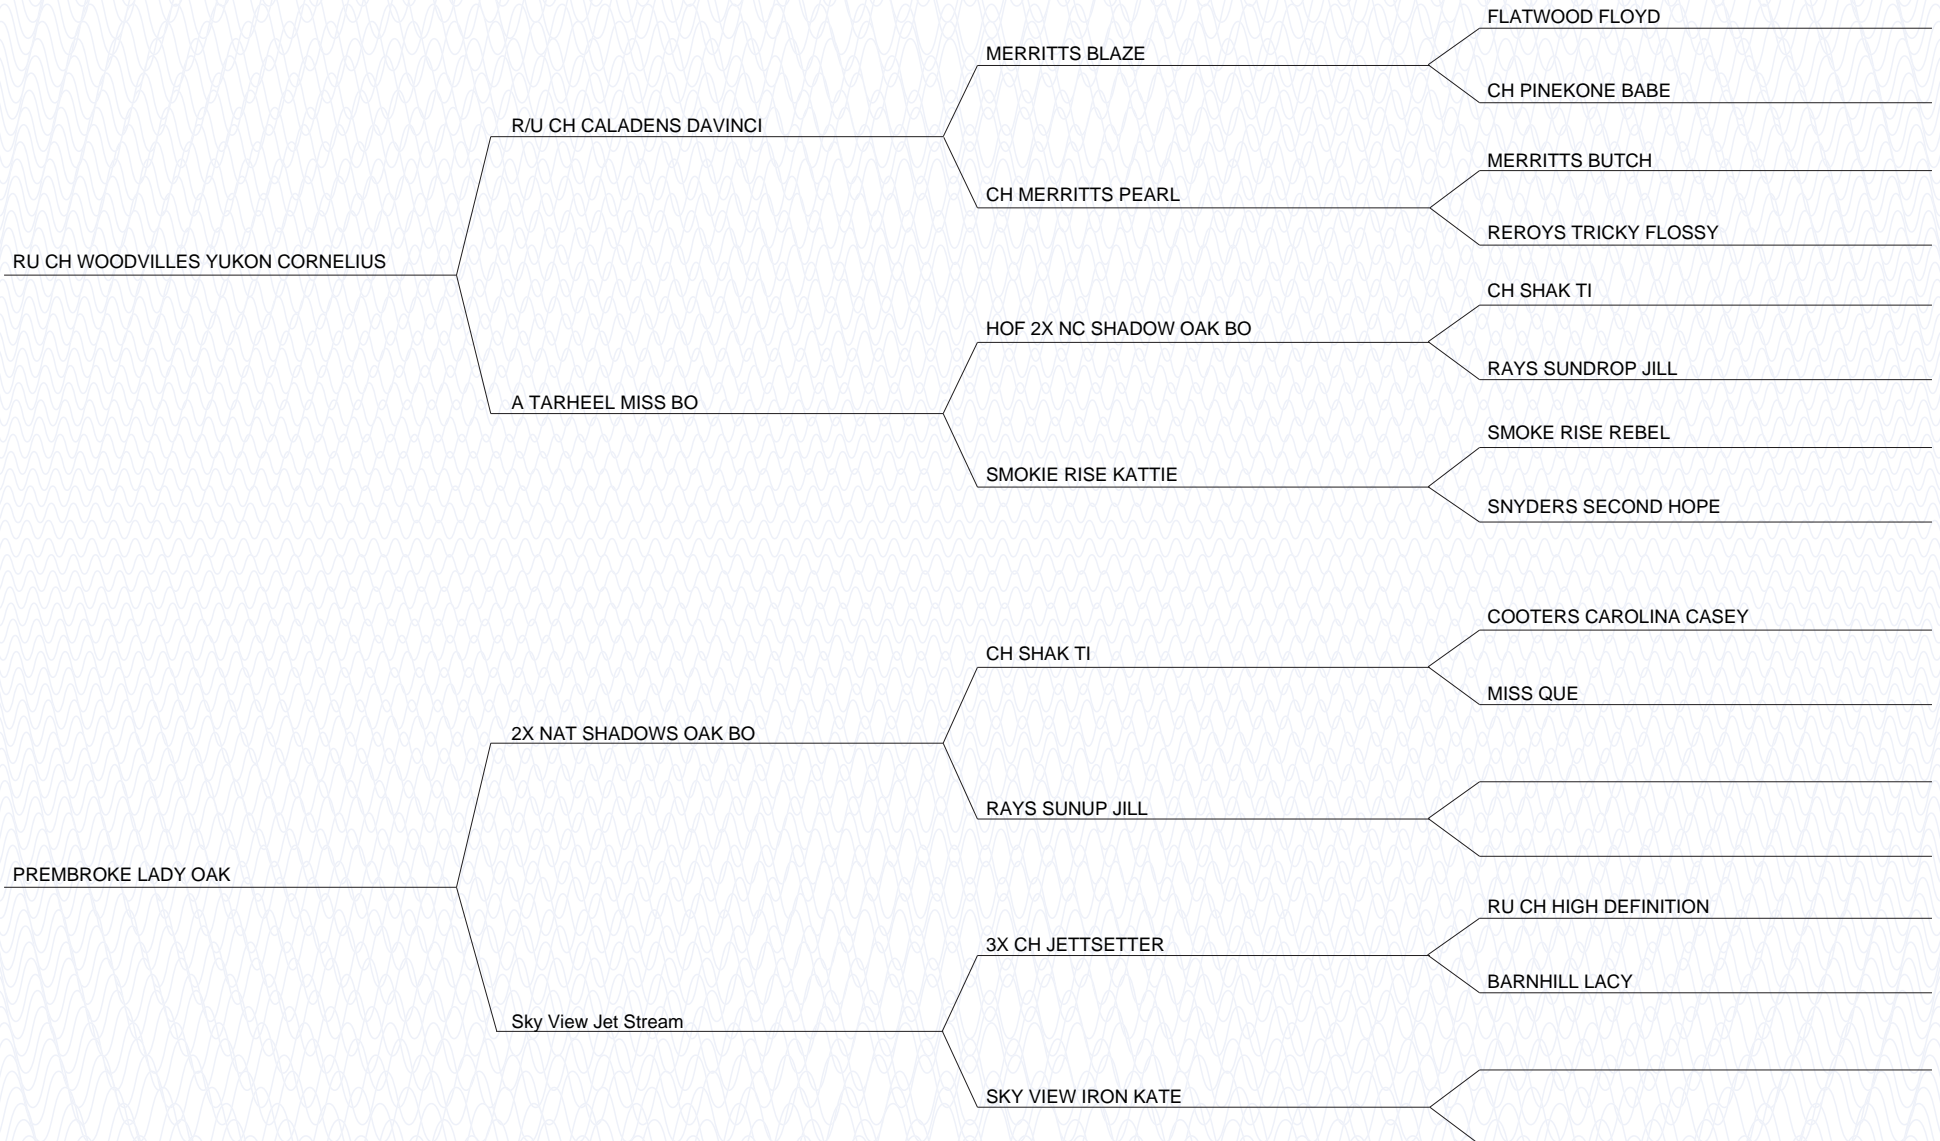 FLATWOOD FLOYD
MERRITTS BLAZE
CH PINEKONE BABE
R/U CH CALADENS DAVINCI
MERRITTS BUTCH
CH MERRITTS PEARL
REROYS TRICKY FLOSSY
RU CH WOODVILLES YUKON CORNELIUS
CH SHAK TI
HOF 2X NC SHADOW OAK BO
RAYS SUNDROP JILL
A TARHEEL MISS BO
SMOKE RISE REBEL
SMOKIE RISE KATTIE
SNYDERS SECOND HOPE
COOTERS CAROLINA CASEY
CH SHAK TI
MISS QUE
2X NAT SHADOWS OAK BO
RAYS SUNUP JILL
PREMBROKE LADY OAK
RU CH HIGH DEFINITION
3X CH JETTSETTER
BARNHILL LACY
Sky View Jet Stream
SKY VIEW IRON KATE